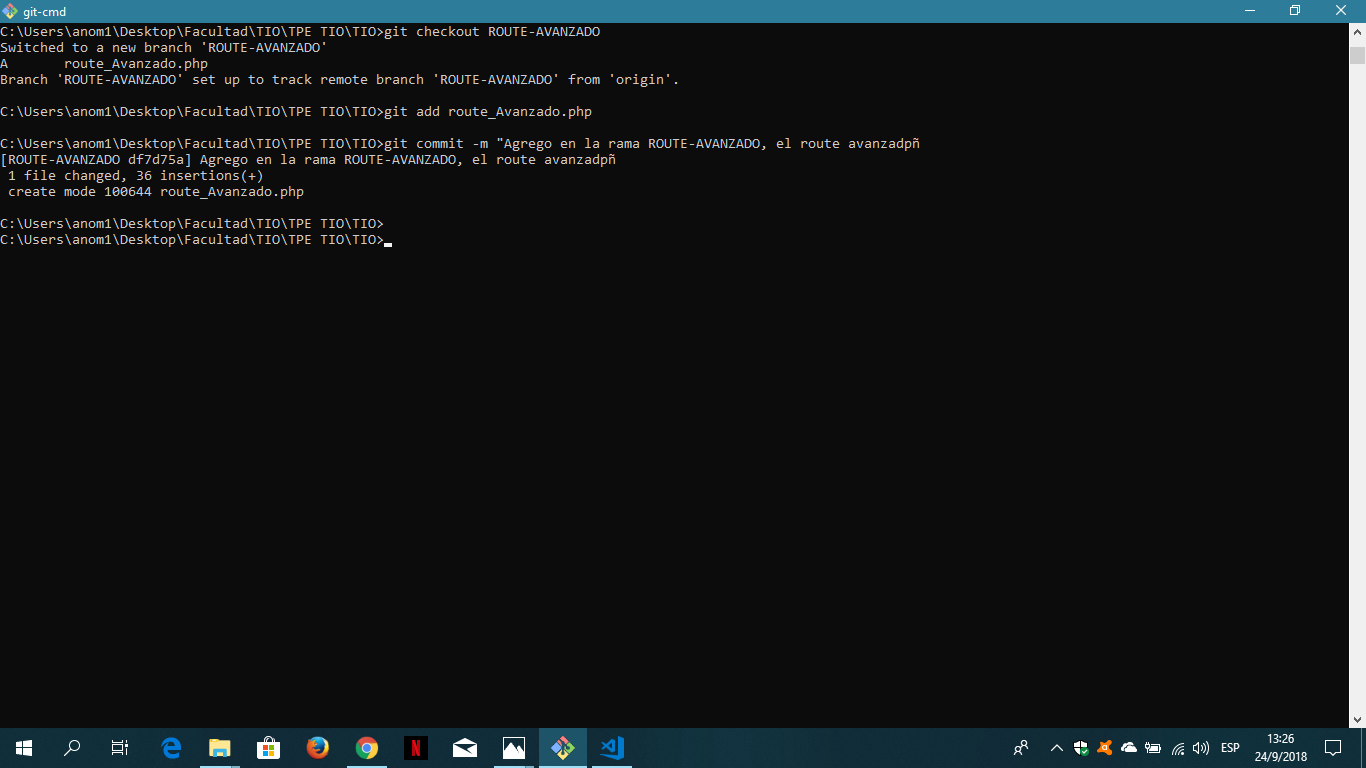 git-cmd
C:\Users\anom1\Desktop\Facultad\TIO\TPE TIO\TIO>git checkout ROUTE-AVANZADO
Switched to a new branch 'ROUTE-AVANZADO'
A       route_Avanzado.php
Branch 'ROUTE-AVANZADO' set up to track remote branch 'ROUTE-AVANZADO' from 'origin'.
C:\Users\anom1\Desktop\Facultad\TIO\TPE TIO\TIO>git add route_Avanzado.php
C:\Users\anom1\Desktop\Facultad\TIO\TPE TIO\TIO>git commit -m "Agrego en la rama ROUTE-AVANZADO, el route avanzadpñ
[ROUTE-AVANZADO df7d75a] Agrego en la rama ROUTE-AVANZADO, el route avanzadpñ
 1 file changed, 36 insertions(+)
 create mode 100644 route_Avanzado.php
C:\Users\anom1\Desktop\Facultad\TIO\TPE TIO\TIO>
C:\Users\anom1\Desktop\Facultad\TIO\TPE TIO\TIO>
N
ESP
13:26
24/9/2018